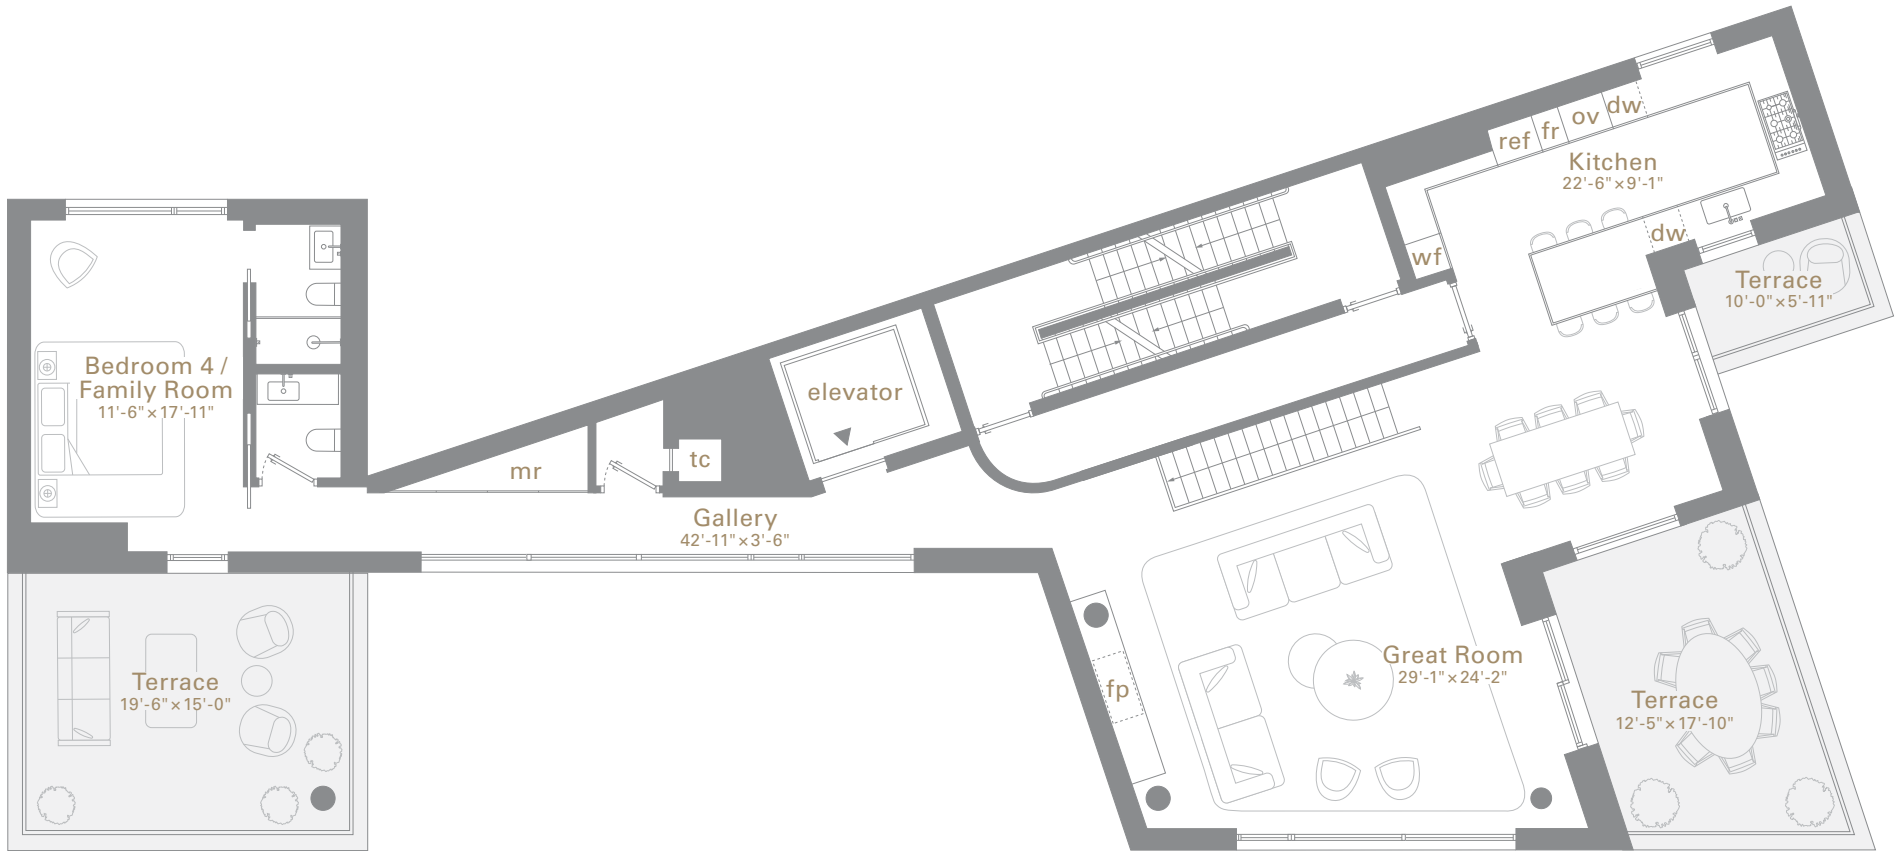 dw
ov
fr
ref
Kitchen
22'-6"×9'-1"
dw
wf
Terrace
10'-0"×5'-11"
Bedroom 4 /
Family Room
11'-6"×17'-11"
elevator
mr
tc
Gallery
42'-11"×3'-6"
Great Room
29'-1"×24'-2"
fp
Terrace
19'-6"×15'-0"
Terrace
12'-5"×17'-10"